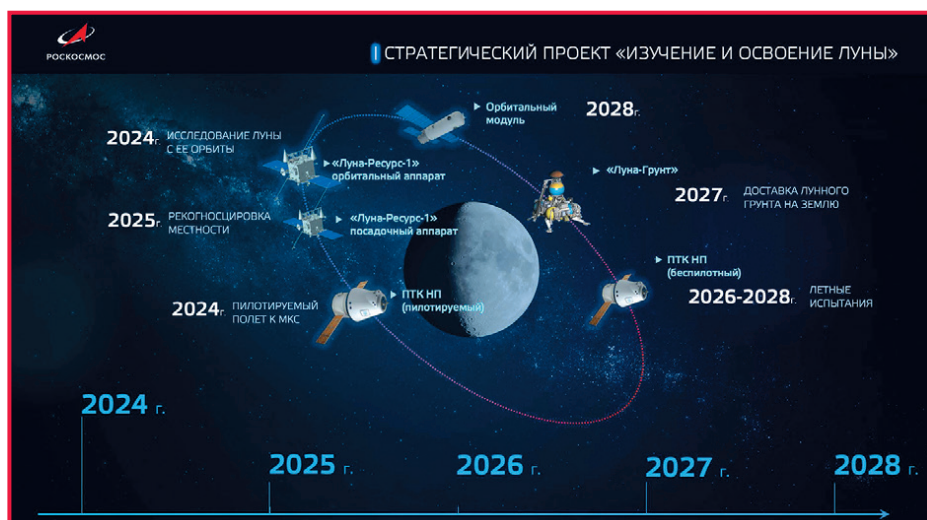 РОСКОСМОС
СТРАТЕГИЧЕСКИЙ ПРОЕКТ «ИЗУЧЕНИЕ И ОСВОЕНИЕ ЛУНЫ»
Орбитальный
модуль
2028г.
2024г. ИССЛЕДОВАНИЕ ЛУНЫ
С ЕЕ ОРБИТЫ
«Луна-Ресурс-1»
орбитальный аппарат
«Луна-Грунт»
2027г. ДОСТАВКА ЛУННОГО
ГРУНТА НА ЗЕМЛЮ
2025г. РЕКОГНОСЦИРОВКА
МЕСТНОСТИ
«Луна-Ресурс-1»
посадочный аппарат
ПТК НП
(беспилотный)
2026-2028г. ЛЕТНЫЕ
ИСПЫТАНИЯ
2024г. ПИЛОТИРУЕМЫЙ
ПОЛЕТ К МКС
ПТК НП
(пилотируемый)
2024 г.
2025 г.
2026 г.
2027 г.
2028 г.